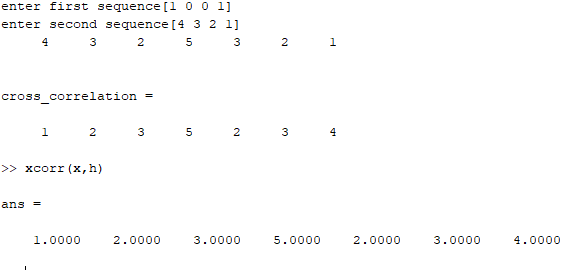 enter first sequence[1 0 0 1]
enter second sequence[4 3 2 1]
4 3 2 5 3 2 1
cross_correlation =
1 2 3 5 2 3 4
>> xcorr(x,h)
ans =
1.0000 2.0000 3.0000 5.0000 2.0000 3.0000 4.0000